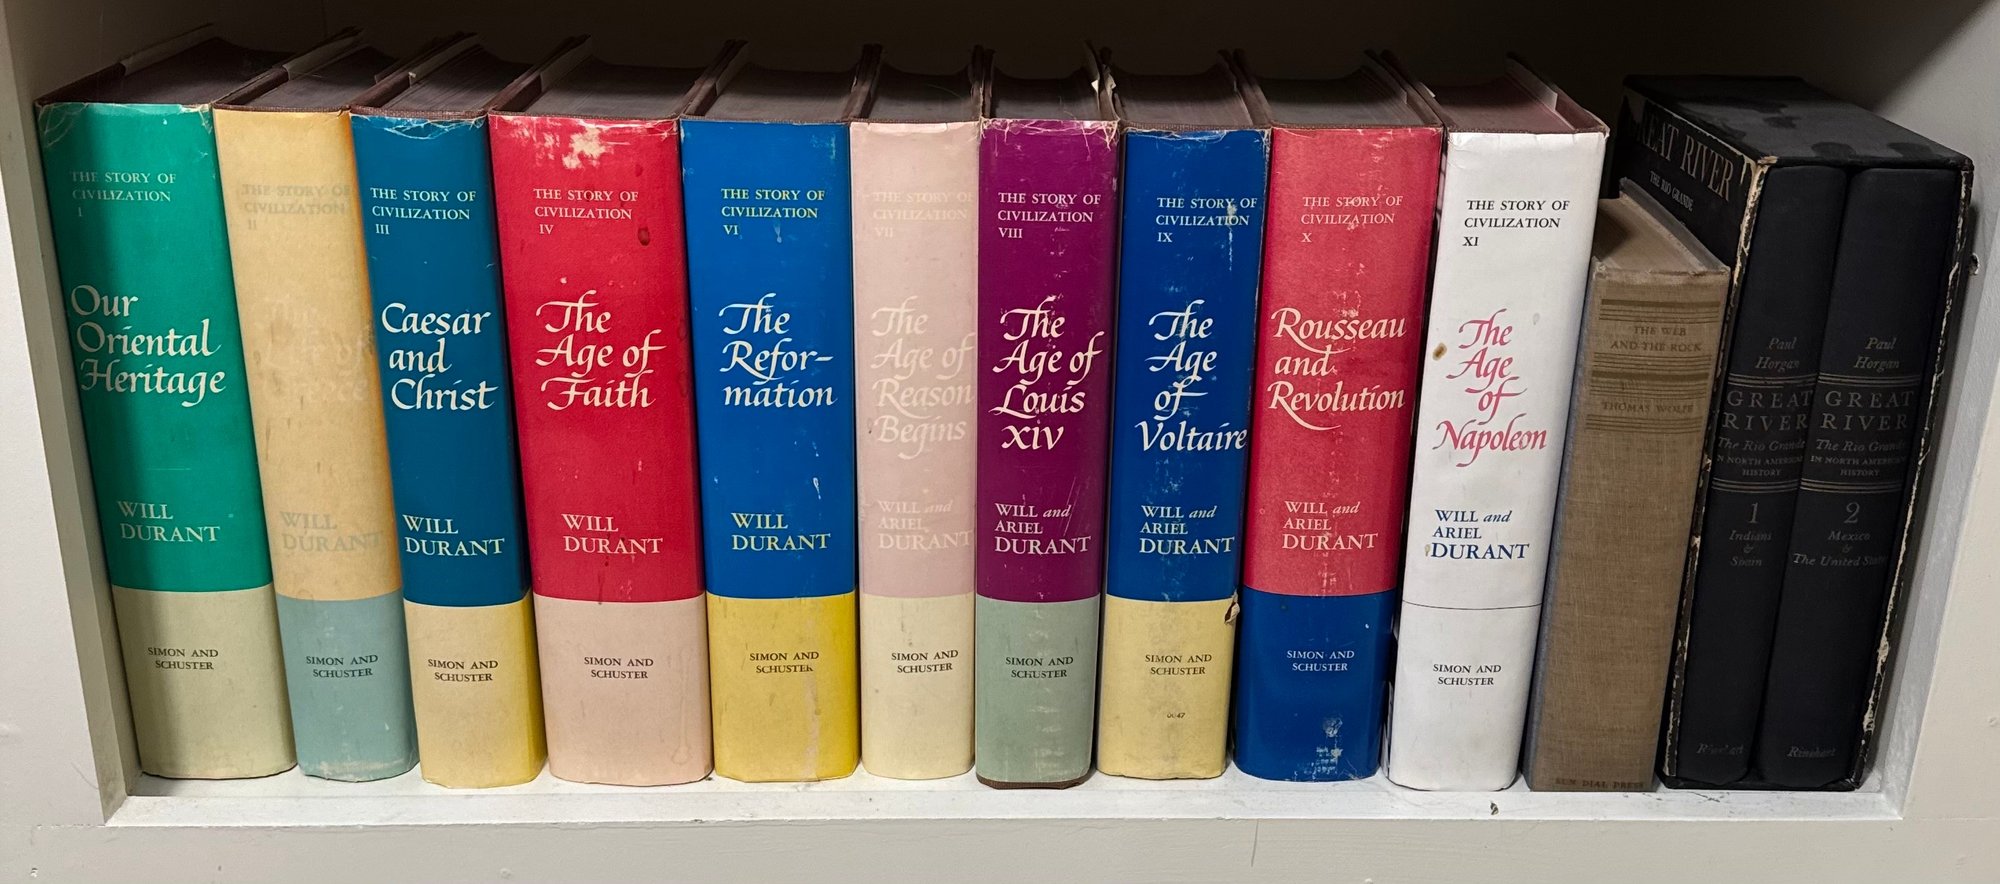 THE STORY OF
CIVILIZATION
I
Our
Oriental
Heritage
WILL
DURANT
SIMON AND
SCHUSTER
THE STORY OF
CIVILIZATION
II
WILL
DURANT
SIMON AND
SCHUSTER
THE STORY OF
CIVILIZATION
III
Caesar
and
Christ
WILL
DURANT
SIMON AND
SCHUSTER
THE STORY OF
CIVILIZATION
IV
The
Age of
Faith
WILL
DURANT
SIMON AND
SCHUSTER
THE STORY OF
CIVILIZATION
VI
The
Refor-
mation
WILL
DURANT
SIMON AND
SCHUSTER
THE STORY OF
CIVILIZATION
VII
The
Age of
Reason
Begins
WILL and
ARIEL
DURANT
SIMON AND
SCHUSTER
THE STORY OF
CIVILIZATION
VIII
The
Age of
Louis
XIV
WILL and
ARIEL
DURANT
SIMON AND
SCHUSTER
THE STORY OF
CIVILIZATION
IX
The
Age
of
Voltaire
WILL and
ARIEL
DURANT
SIMON AND
SCHUSTER
THE STORY OF
CIVILIZATION
X
Rousseau
and
Revolution
WILL and
ARIEL
DURANT
SIMON AND
SCHUSTER
THE STORY OF
CIVILIZATION
XI
The
Age
of
Napoleon
WILL and
ARIEL
DURANT
SIMON AND
SCHUSTER
THE WEB
AND THE ROCK
THOMAS WOLFE
SUN DIAL PRESS
RIVER
THE RIO GRANDE
Paul
Horgan
GREAT
RIVER
The Rio Grande
IN NORTH AMERICAN
HISTORY
1
Indians
&
Spain
Rinehart
Paul
Horgan
GREAT
RIVER
The Rio Grande
IN NORTH AMERICAN
HISTORY
2
Mexico
&
The United States
Rinehart